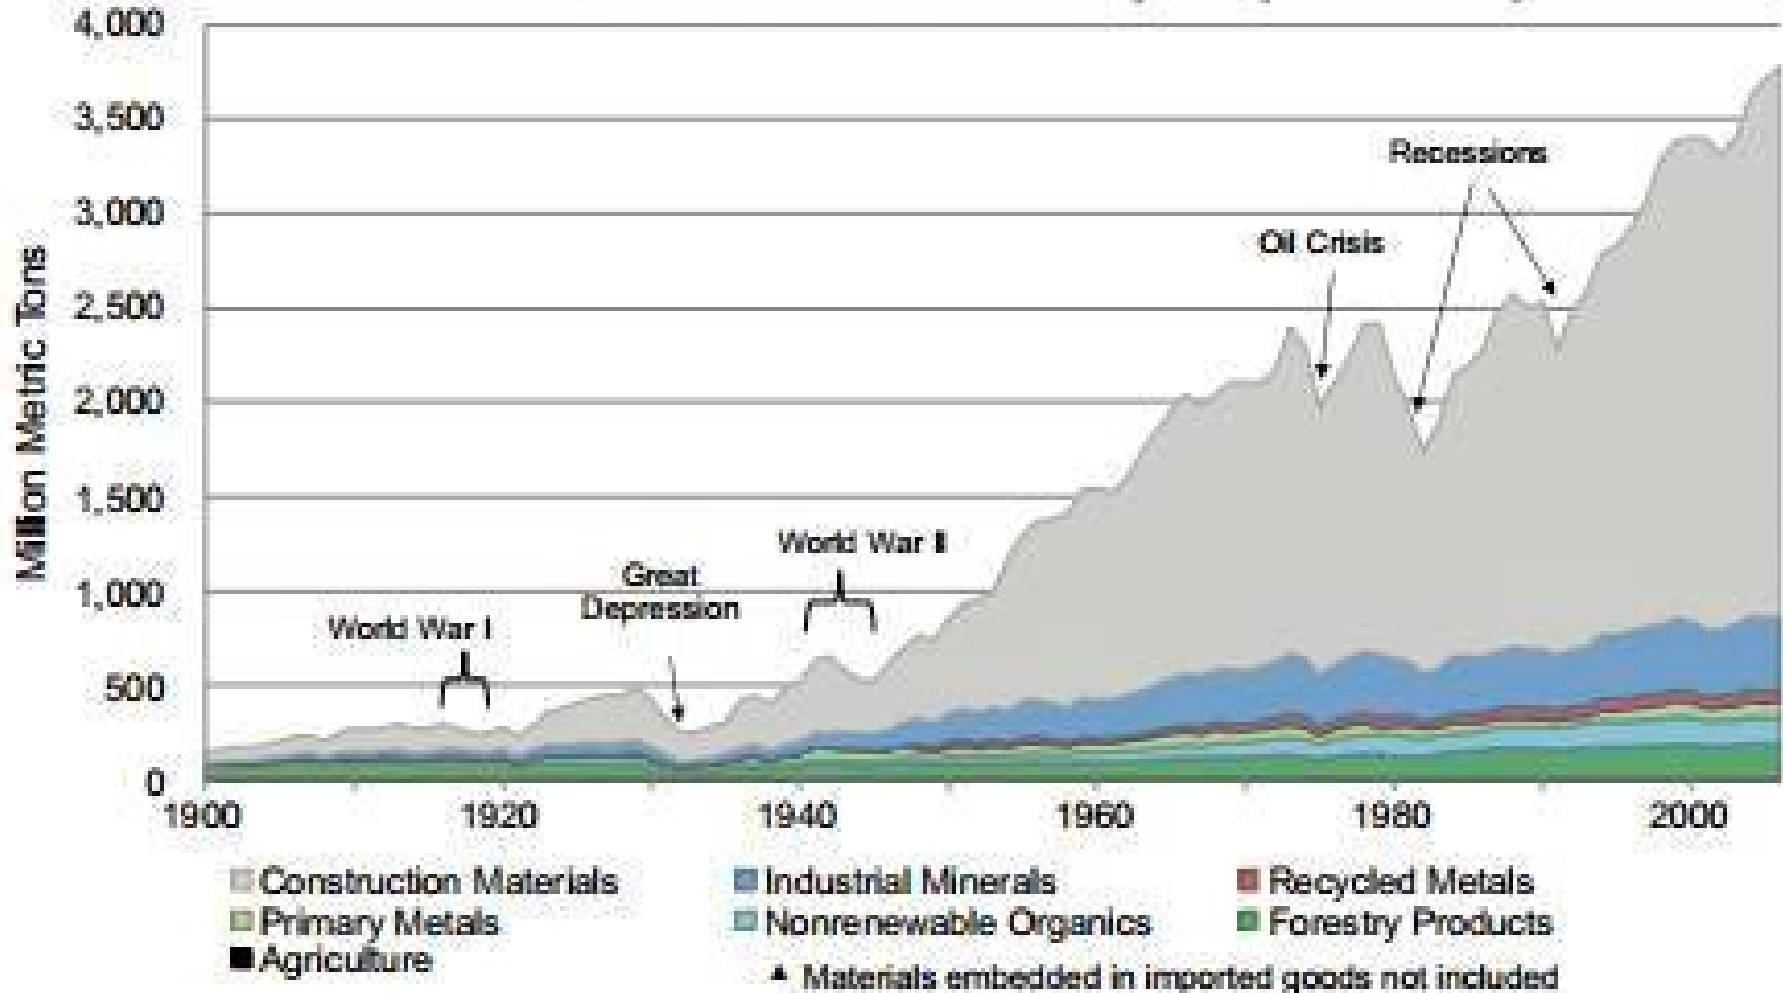 4,000
3,500
3,000
2,500
2,000
1,500
1,000
500
0
Million Metric Tons
Recessions
Oil Crisis
World War II
Great
Depression
World War I
1900 1920 1940 1960 1980 2000
Construction Materials Industrial Minerals Recycled Metals
Primary Metals Nonrenewable Organics Forestry Products
Agriculture
▲ Materials embedded in imported goods not included